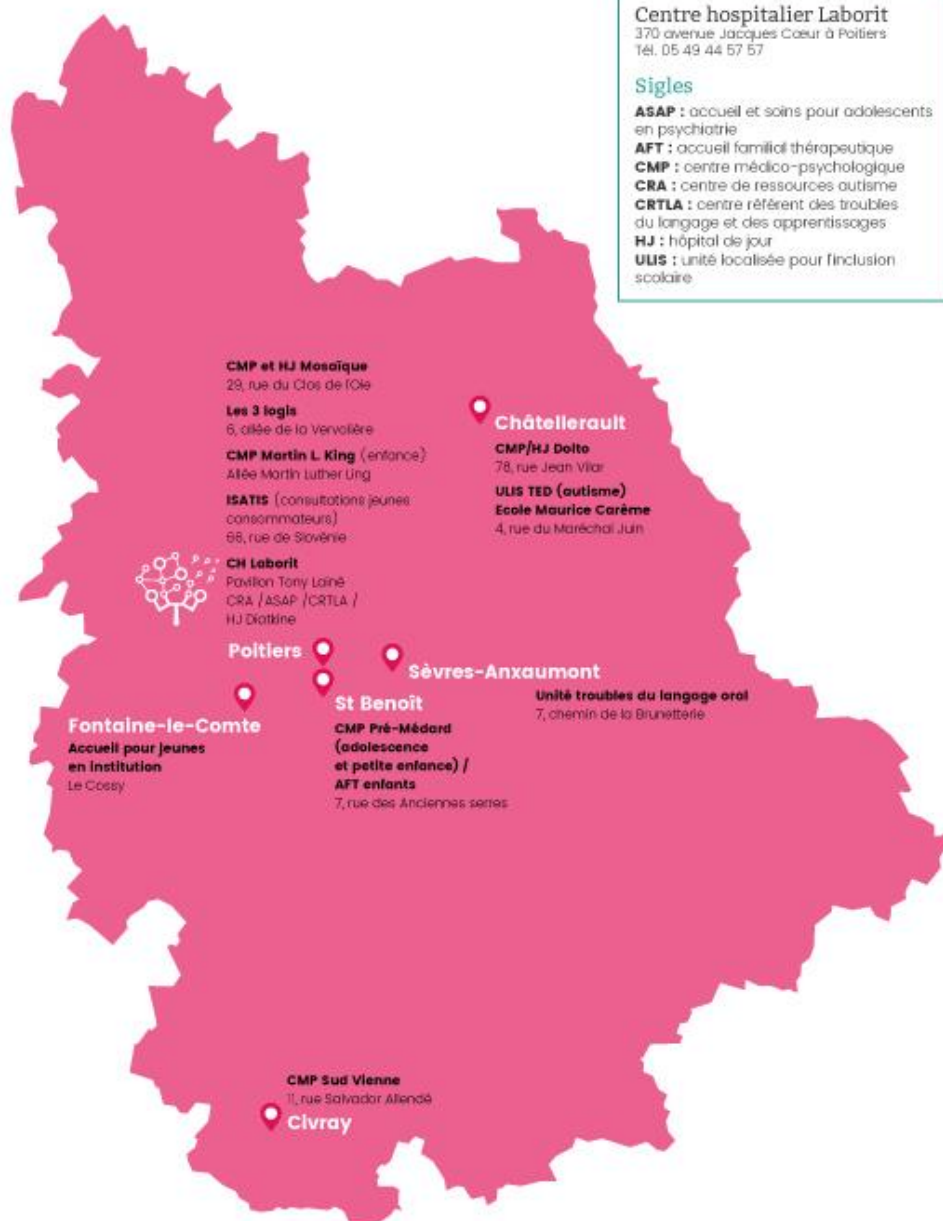 Centre hospitalier Laborit
370 avenue Jacques Cœur à Poitiers
Tél. 05 49 44 57 57
Sigles
ASAP : accueil et soins pour adolescents
en psychiatrie
AFT : accueil familial thérapeutique
CMP : centre médico-psychologique
CRA : centre de ressources autisme
CRTLA : centre référent des troubles
du langage et des apprentissages
HJ : hôpital de jour
ULIS : unité localisée pour l'inclusion
scolaire
CMP et HJ Mosaïque
29, rue du Clos de l'Oie
Les 3 logis
6, allée de la Vervolière
CMP Martin L. King (enfance)
Allée Martin Luther Ling
ISATIS (consultations jeunes
consommateurs)
68, rue de Slovénie
CH Laborit
Pavillon Tony Lainé
CRA /ASAP /CRTLA /
HJ Diatkine
Poitiers
Châtellerault
CMP/HJ Dolto
78, rue Jean Vilar
ULIS TED (autisme)
Ecole Maurice Carème
4, rue du Maréchal Juin
Sèvres-Anxaumont
Unité troubles du langage oral
7, chemin de la Brunetterie
St Benoît
CMP Pré-Médard
(adolescence
et petite enfance) /
AFT enfants
7, rue des Anciennes serres
Fontaine-le-Comte
Accueil pour jeunes
en institution
Le Cossy
CMP Sud Vienne
11, rue Salvador Allendé
Civray